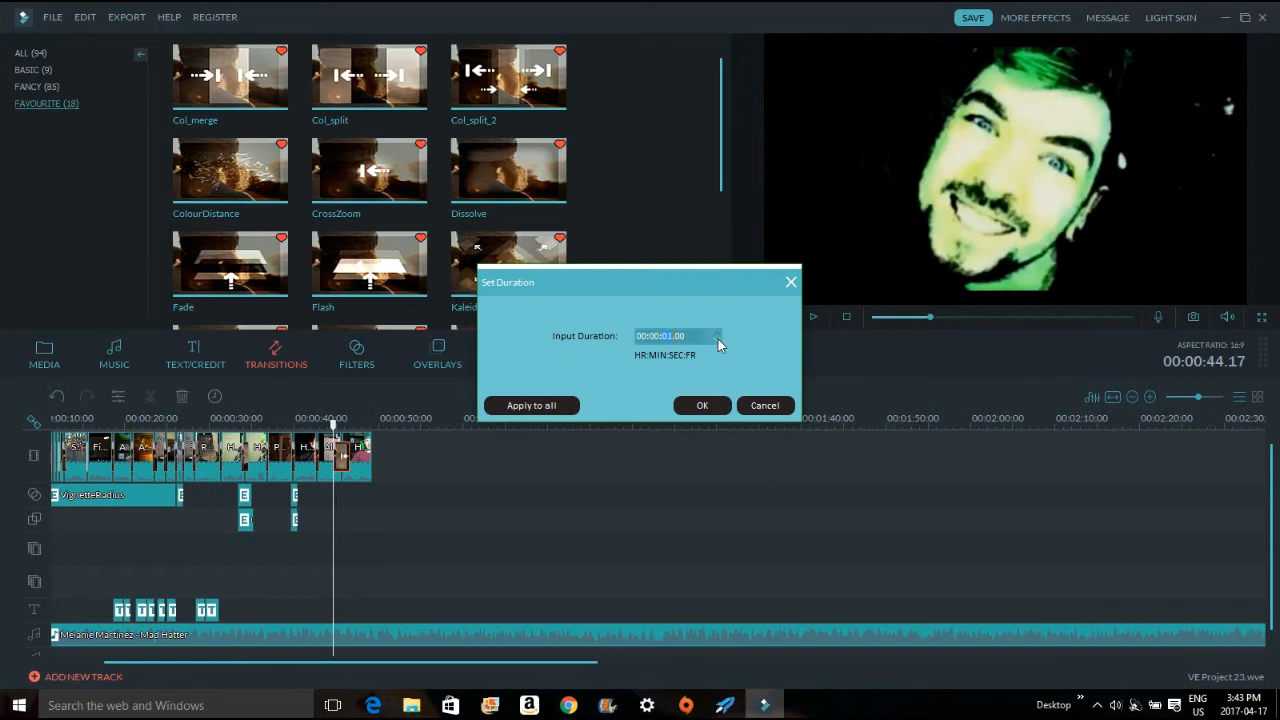 FILE EDIT EXPORT HELP REGISTER
SAVE MORE EFFECTS MESSAGE LIGHT SKIN
ALL (94)
BASIC (9)
FANCY (85)
FAVOURITE (18)
Col_merge Col_split Col_split_2
ColourDistance CrossZoom Dissolve
Fade Flash Kaleid
Set Duration
Input Duration: 00:00:01.00
HR:MIN:SEC:FR
Apply to all OK Cancel
MEDIA MUSIC TEXT/CREDIT TRANSITIONS FILTERS OVERLAYS
ASPECT RATIO: 16:9
00:00:44.17
00:10:00 00:00:20:00 00:00:30:00 00:00:40:00 00:00:50:00 00:01:40:00 00:01:50:00 00:02:00:00 00:02:10:00 00:02:20:00 00:02:30:
VignetteRadius
Melanie Martinez - Mad Hatter
ADD NEW TRACK
VE Project 23.wve
Search the web and Windows
Desktop
ENG
US
3:43 PM
2017-04-17